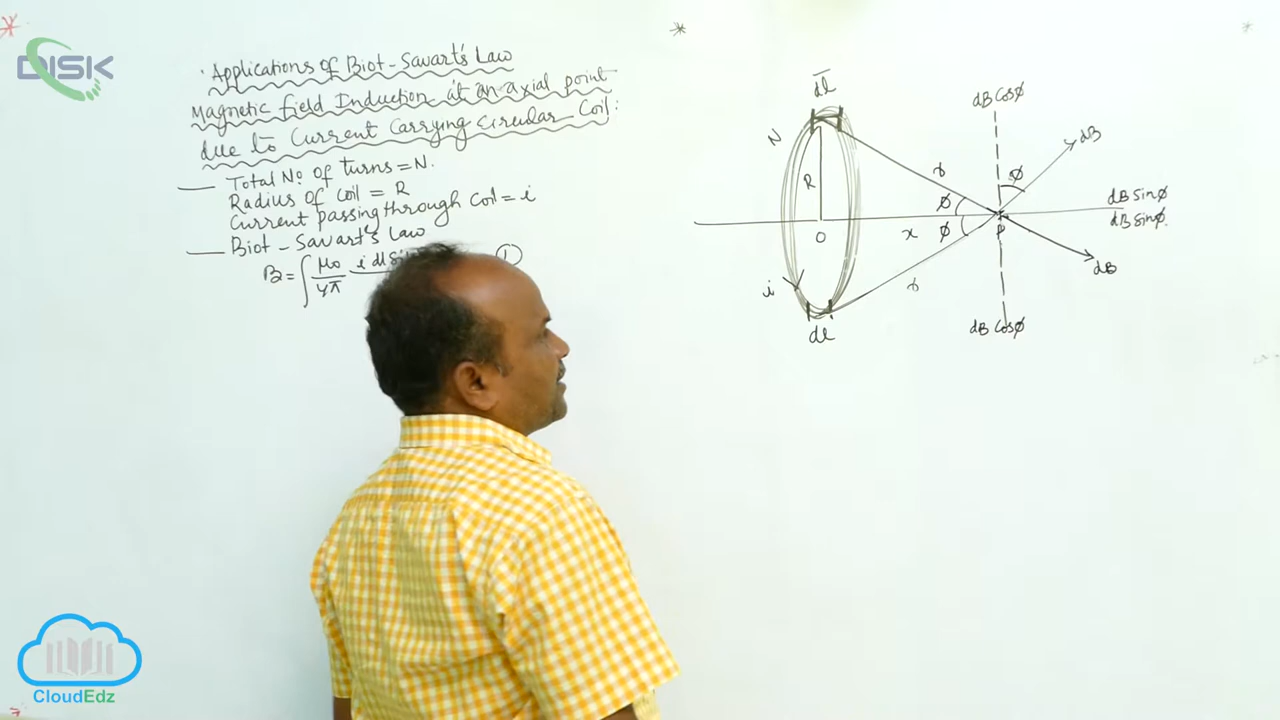 DISK
Applications of Biot-Savart's Law
Magnetic field Induction at an axial point
due to Current Carrying Circular Coil:
Total No of turns = N.
Radius of coil = R
Current passing through Coil = i
Biot-Savart's Law
B = ∫ μ0/4π i dl 1
dl
N
R
O
x
i
dl
r
r
φ
φ
φ
P
dB Cosφ
dB
dB Sinφ
dB Sinφ.
dB
dB Cosφ
CloudEdz